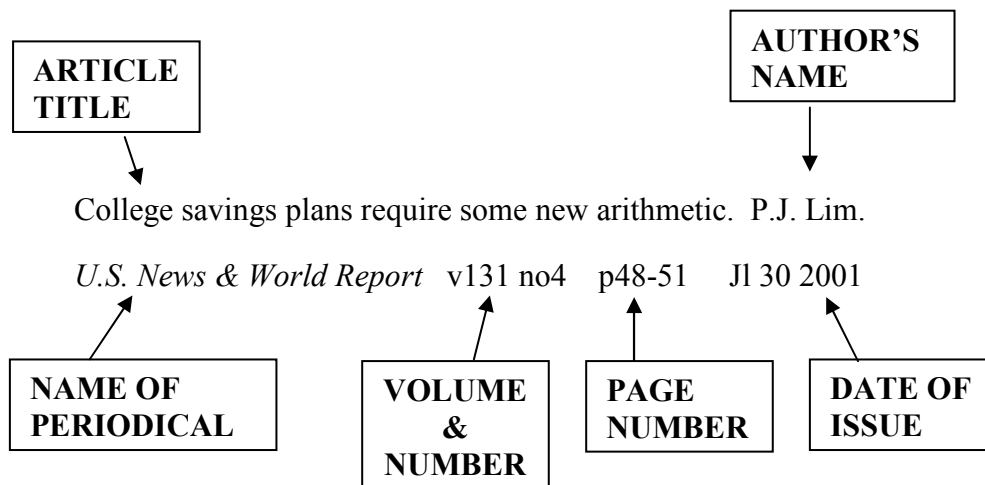 ARTICLE
TITLE
AUTHOR’S
NAME
College savings plans require some new arithmetic. P.J. Lim.
U.S. News & World Report v131 no4 p48-51 Jl 30 2001
NAME OF
PERIODICAL
VOLUME
&
NUMBER
PAGE
NUMBER
DATE OF
ISSUE